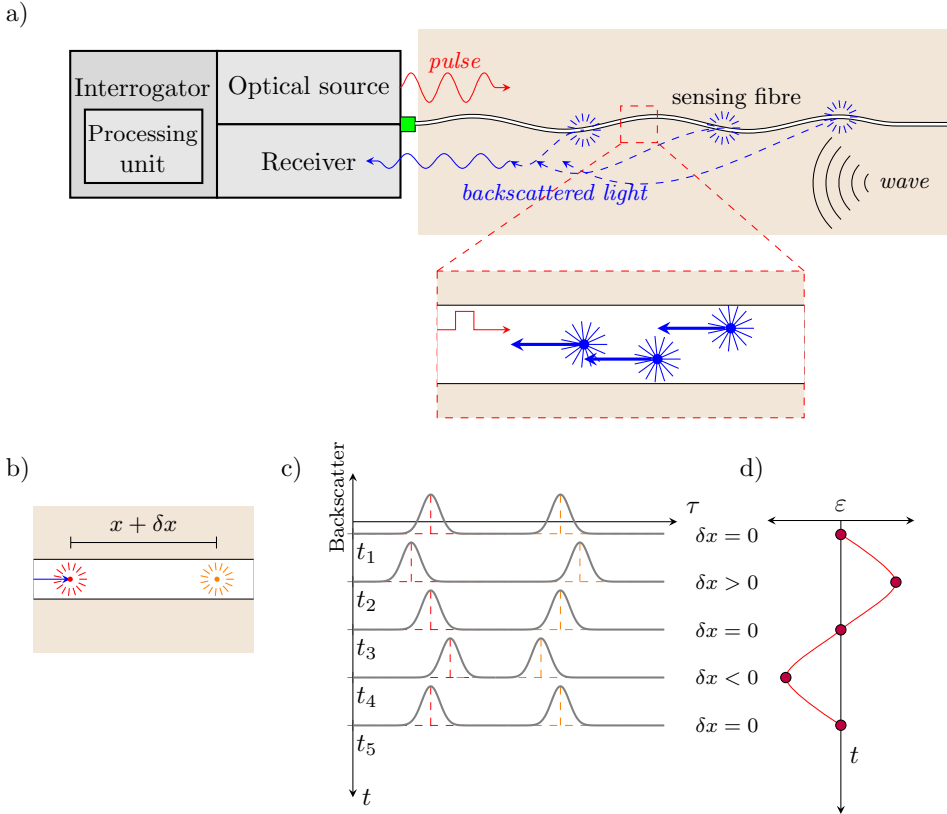 a)
Interrogator
Processing
unit
Optical source
Receiver
pulse
sensing fibre
backscattered light
wave
b)
x + δx
c)
Backscatter
τ
t₁
t₂
t₃
t₄
t₅
t
δx = 0
δx > 0
δx = 0
δx < 0
δx = 0
d)
ε
t